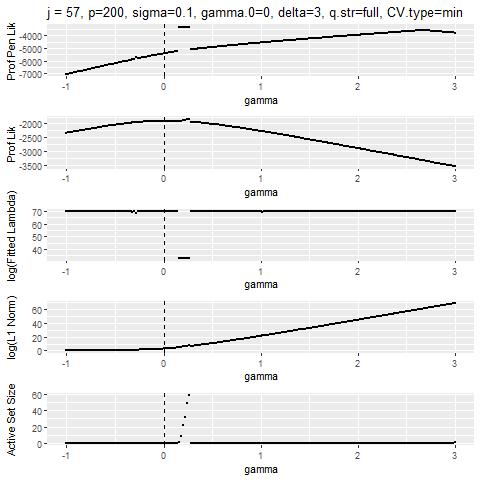 j = 57, p=200, sigma=0.1, gamma.0=0, delta=3, q.str=full, CV.type=min
Prof Pen Lik
-4000
-5000
-6000
-7000
-1 0 1 2 3
gamma
Prof Lik
-2000
-2500
-3000
-3500
-1 0 1 2 3
gamma
log(Fitted Lambda)
70
60
50
40
-1 0 1 2 3
gamma
log(L1 Norm)
60
40
20
0
-1 0 1 2 3
gamma
Active Set Size
60
40
20
0
-1 0 1 2 3
gamma